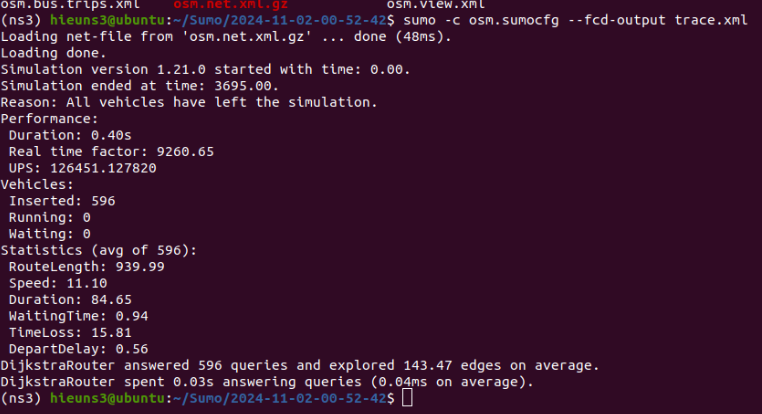 osm.bus.trips.xml osm.net.xml.gz osm.view.xml
(ns3) hieuns3@ubuntu:~/Sumo/2024-11-02-00-52-42$ sumo -c osm.sumocfg --fcd-output trace.xml
Loading net-file from 'osm.net.xml.gz' ... done (48ms).
Loading done.
Simulation version 1.21.0 started with time: 0.00.
Simulation ended at time: 3695.00.
Reason: All vehicles have left the simulation.
Performance:
 Duration: 0.40s
 Real time factor: 9260.65
 UPS: 126451.127820
Vehicles:
 Inserted: 596
 Running: 0
 Waiting: 0
Statistics (avg of 596):
 RouteLength: 939.99
 Speed: 11.10
 Duration: 84.65
 WaitingTime: 0.94
 TimeLoss: 15.81
 DepartDelay: 0.56
DijkstraRouter answered 596 queries and explored 143.47 edges on average.
DijkstraRouter spent 0.03s answering queries (0.04ms on average).
(ns3) hieuns3@ubuntu:~/Sumo/2024-11-02-00-52-42$